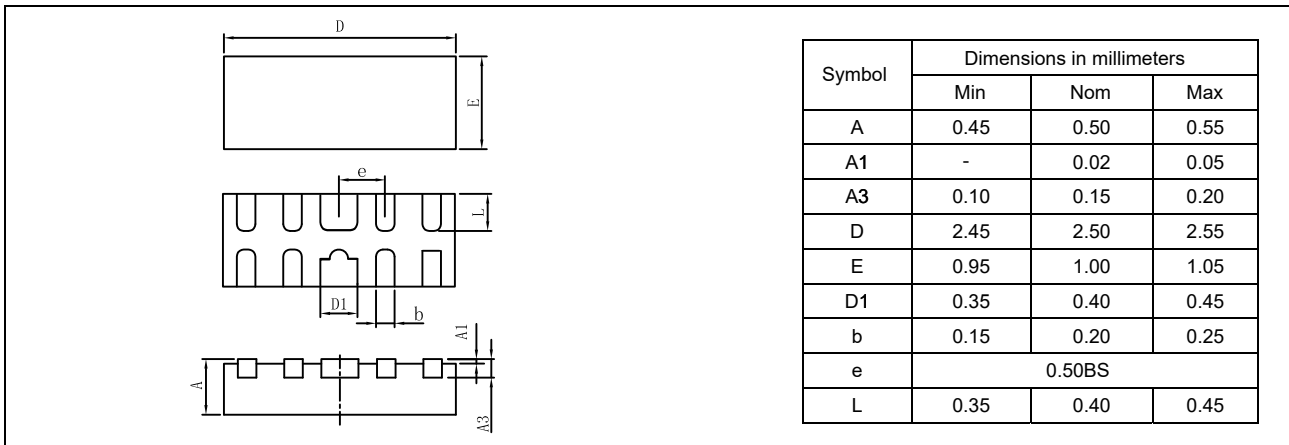 D
E
e
L
D1
b
A1
A
A3
Symbol Dimensions in millimeters
Min Nom Max
A 0.45 0.50 0.55
A1 - 0.02 0.05
A3 0.10 0.15 0.20
D 2.45 2.50 2.55
E 0.95 1.00 1.05
D1 0.35 0.40 0.45
b 0.15 0.20 0.25
e 0.50BS
L 0.35 0.40 0.45